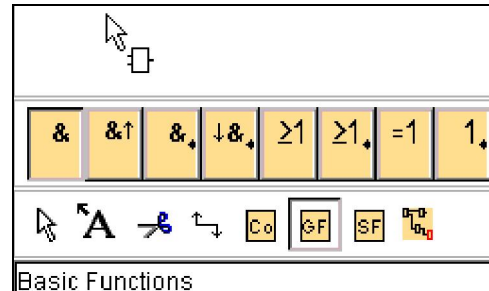 & &↑ &. ↓&. ≥1 ≥1. =1 1.
A Co GF SF
Basic Functions